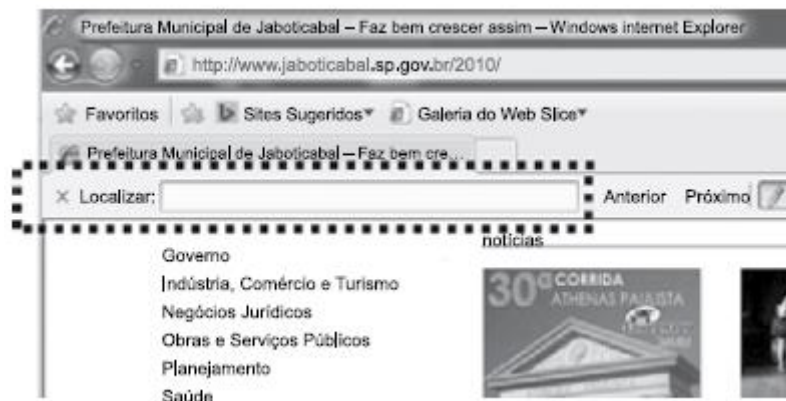 Prefeitura Municipal de Jaboticabal – Faz bem crescer assim – Windows internet Explorer
http://www.jaboticabal.sp.gov.br/2010/
Favoritos Sites Sugeridos Galeria do Web Slice
Prefeitura Municipal de Jaboticabal – Faz bem cre...
× Localizar: Anterior Próximo
notícias
Governo
Indústria, Comércio e Turismo
Negócios Jurídicos
Obras e Serviços Públicos
Planejamento
Saúde
30ª CORRIDA
ATHENAS PAULISTA